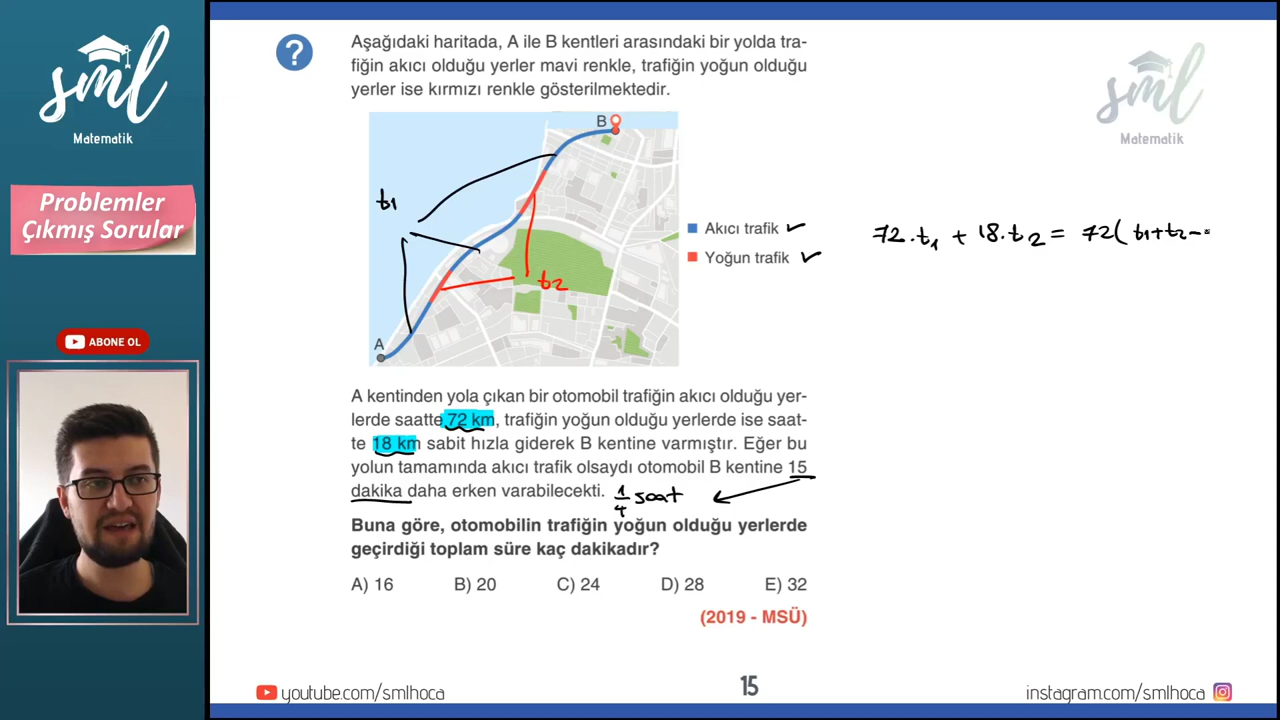 sml
Matematik
Problemler
Çıkmış Sorular
ABONE OL
?
Aşağıdaki haritada, A ile B kentleri arasındaki bir yolda tra-
fiğin akıcı olduğu yerler mavi renkle, trafiğin yoğun olduğu
yerler ise kırmızı renkle gösterilmektedir.
B
t1
t2
A
Akıcı trafik
Yoğun trafik
72.t1 + 18.t2 = 72(t1+t2-
A kentinden yola çıkan bir otomobil trafiğin akıcı olduğu yer-
lerde saatte 72 km, trafiğin yoğun olduğu yerlerde ise saat-
te 18 km sabit hızla giderek B kentine varmıştır. Eğer bu
yolun tamamında akıcı trafik olsaydı otomobil B kentine 15
dakika daha erken varabilecekti. 1/4 saat
Buna göre, otomobilin trafiğin yoğun olduğu yerlerde
geçirdiği toplam süre kaç dakikadır?
A) 16 B) 20 C) 24 D) 28 E) 32
(2019 - MSÜ)
sml
Matematik
youtube.com/smlhoca
15
instagram.com/smlhoca